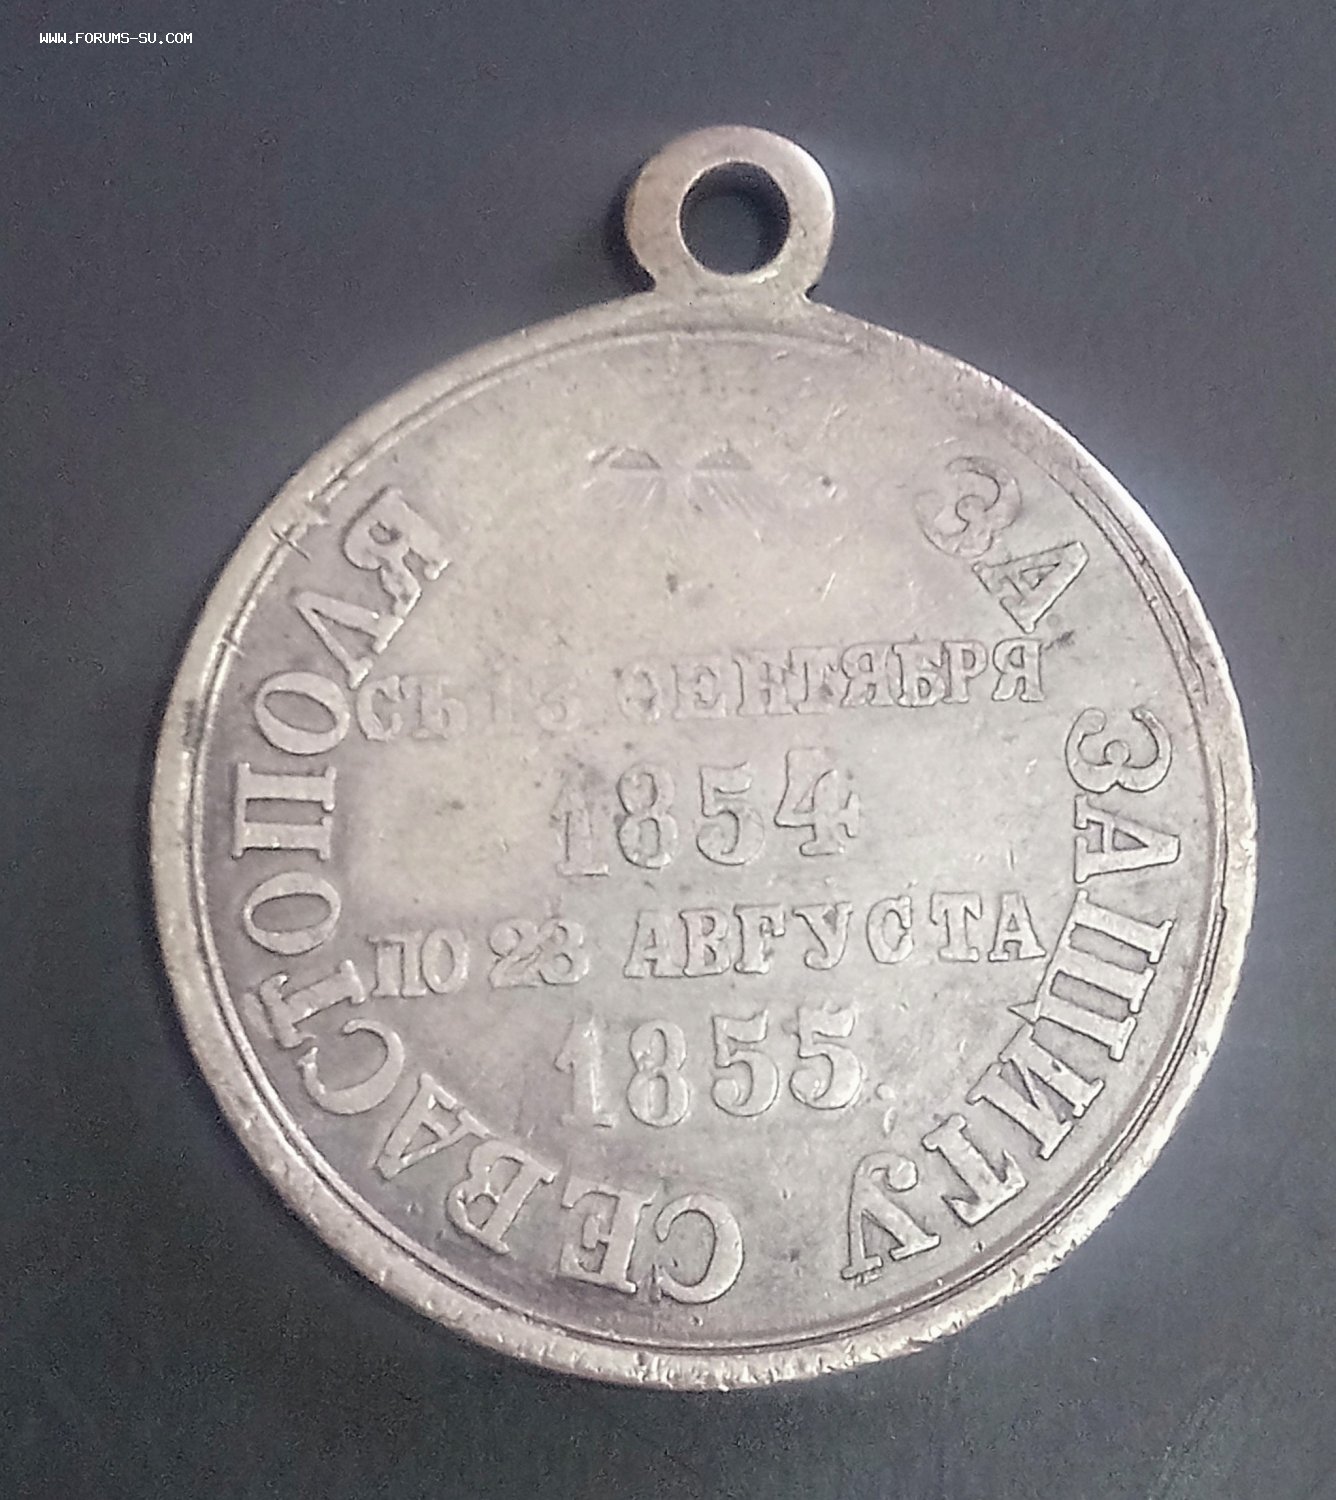 WWW.FORUMS-SU.COM
ЗА ЗАЩИТУ СЕВАСТОПОЛЯ
СЪ 13 СЕНТЯБРЯ
1854
ПО 28 АВГУСТА
1855